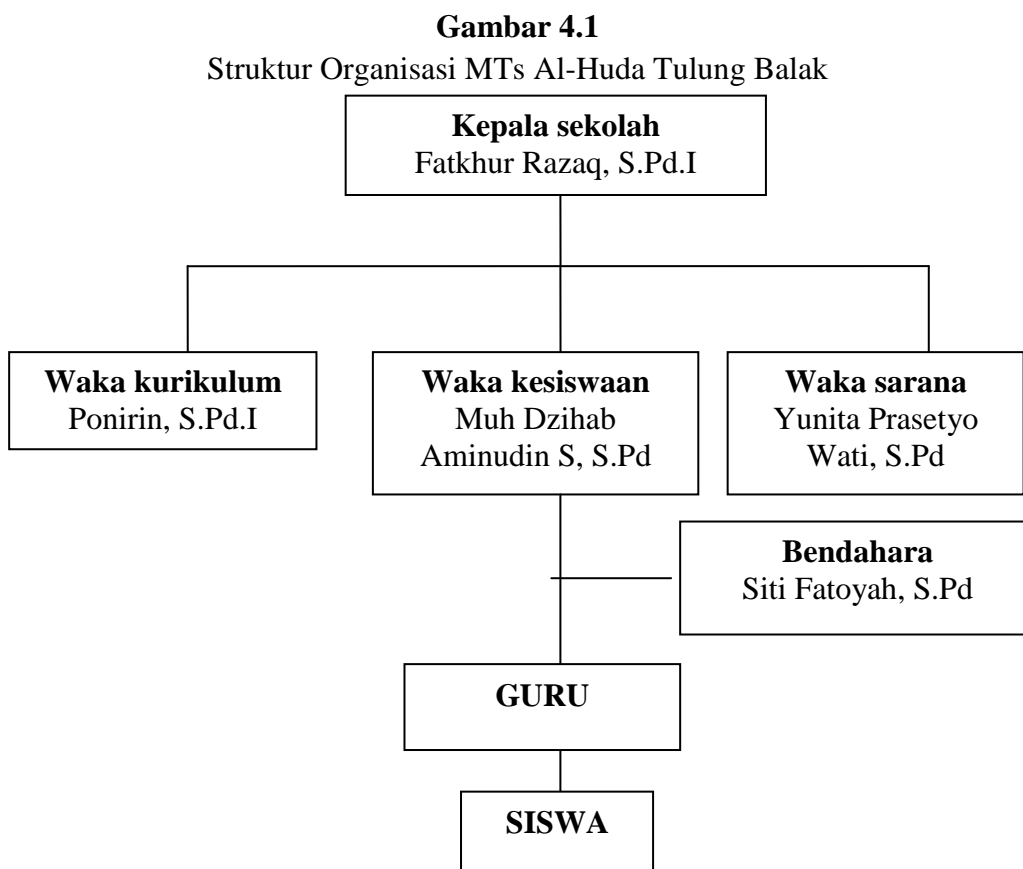 Gambar 4.1
Struktur Organisasi MTs Al-Huda Tulung Balak
Kepala sekolah
Fatkhur Razaq, S.Pd.I
Waka kurikulum
Ponirin, S.Pd.I
Waka kesiswaan
Muh Dzihab
Aminudin S, S.Pd
Waka sarana
Yunita Prasetyo
Wati, S.Pd
Bendahara
Siti Fatoyah, S.Pd
GURU
SISWA